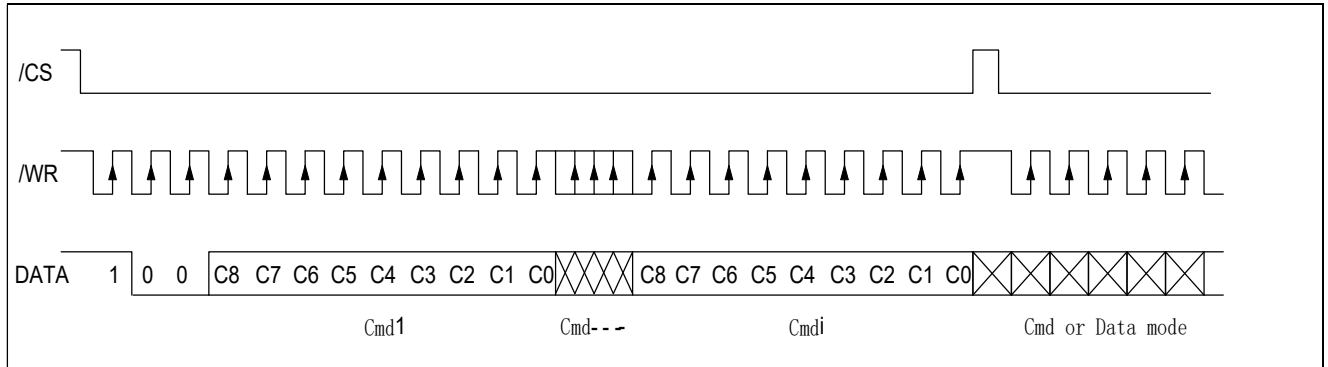 /CS
/WR
DATA 1 0 0 C8 C7 C6 C5 C4 C3 C2 C1 C0 C8 C7 C6 C5 C4 C3 C2 C1 C0
Cmd1 Cmd--- Cmdi Cmd or Data mode